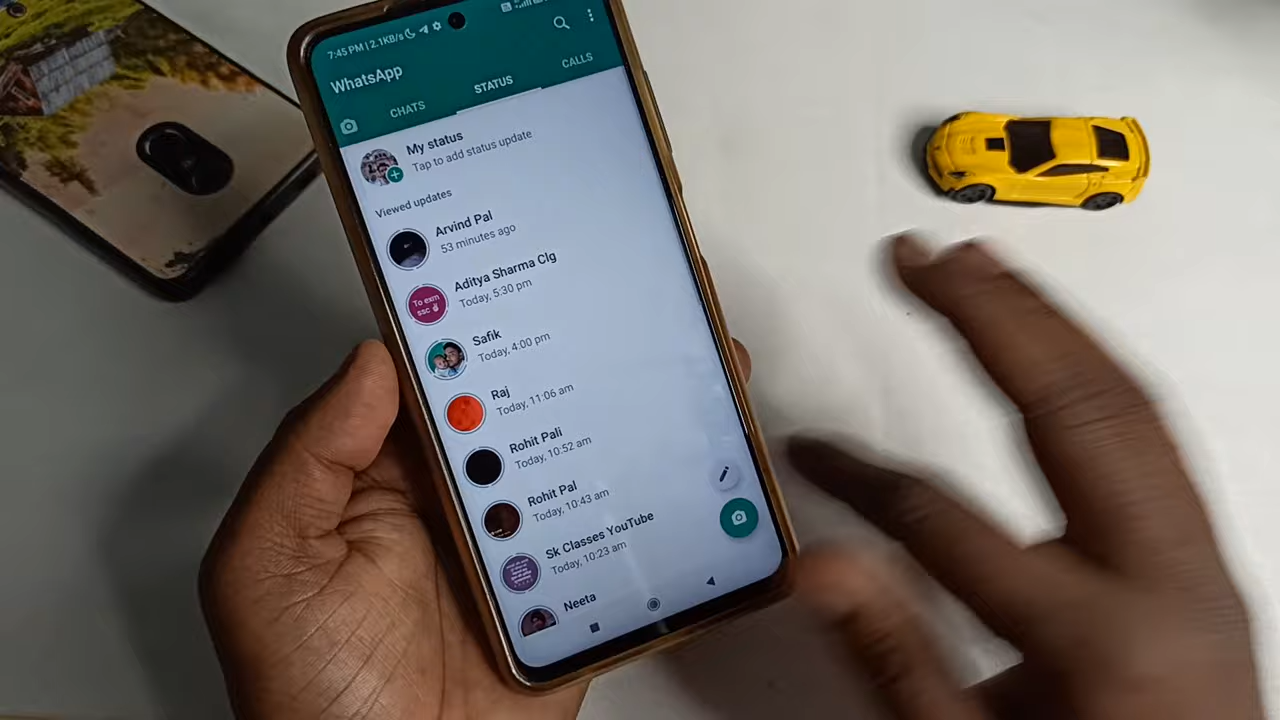 7:45 PM | 2.1KB/s
WhatsApp
CHATS
STATUS
CALLS
My status
Tap to add status update
Viewed updates
Arvind Pal
53 minutes ago
To exm
ssc
Aditya Sharma Clg
Today, 5:30 pm
Safik
Today, 4:00 pm
Raj
Today, 11:06 am
Rohit Pali
Today, 10:52 am
Rohit Pal
Today, 10:43 am
Sk Classes YouTube
Today, 10:23 am
Neeta